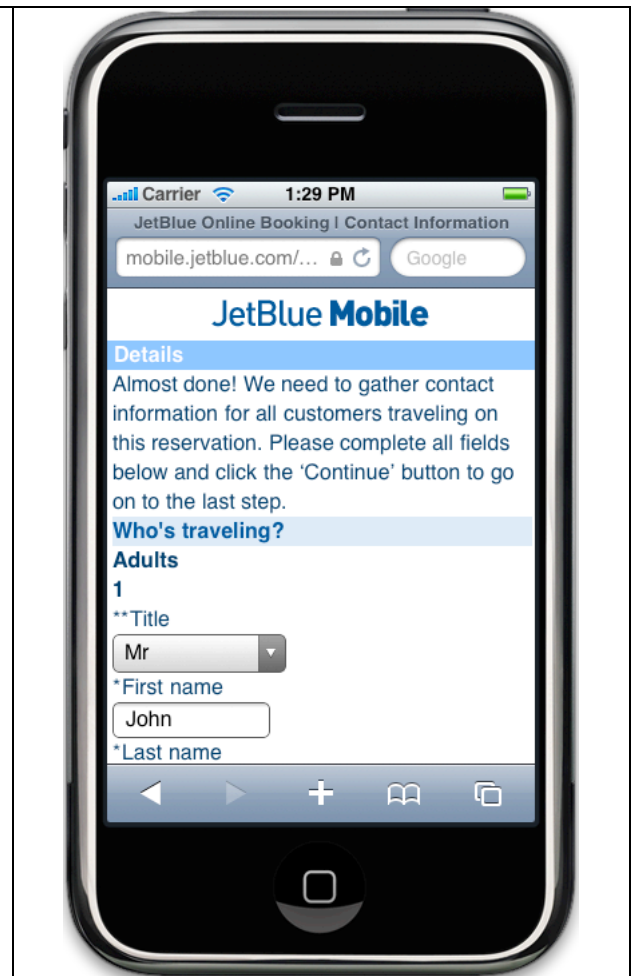 Carrier 1:29 PM
JetBlue Online Booking | Contact Information
mobile.jetblue.com/... Google
JetBlue Mobile
Details
Almost done! We need to gather contact
information for all customers traveling on
this reservation. Please complete all fields
below and click the ‘Continue’ button to go
on to the last step.
Who's traveling?
Adults
1
**Title
Mr
*First name
John
*Last name